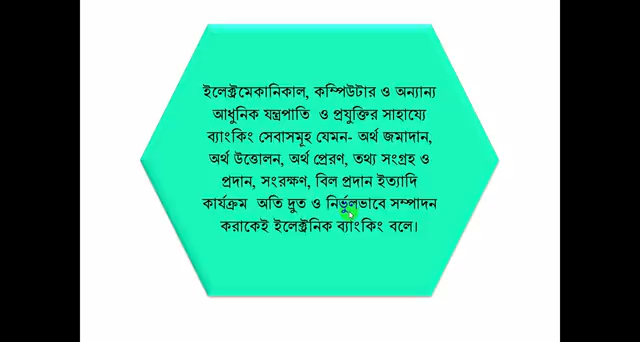 ইলেক্ট্রমেকানিকাল, কম্পিউটার ও অন্যান্য
আধুনিক যন্ত্রপাতি ও প্রযুক্তির সাহায্যে
ব্যাংকিং সেবাসমূহ যেমন- অর্থ জমাদান,
অর্থ উত্তোলন, অর্থ প্রেরণ, তথ্য সংগ্রহ ও
প্রদান, সংরক্ষণ, বিল প্রদান ইত্যাদি
কার্যক্রম অতি দ্রুত ও নির্ভুলভাবে সম্পাদন
করাকেই ইলেক্ট্রনিক ব্যাংকিং বলে।